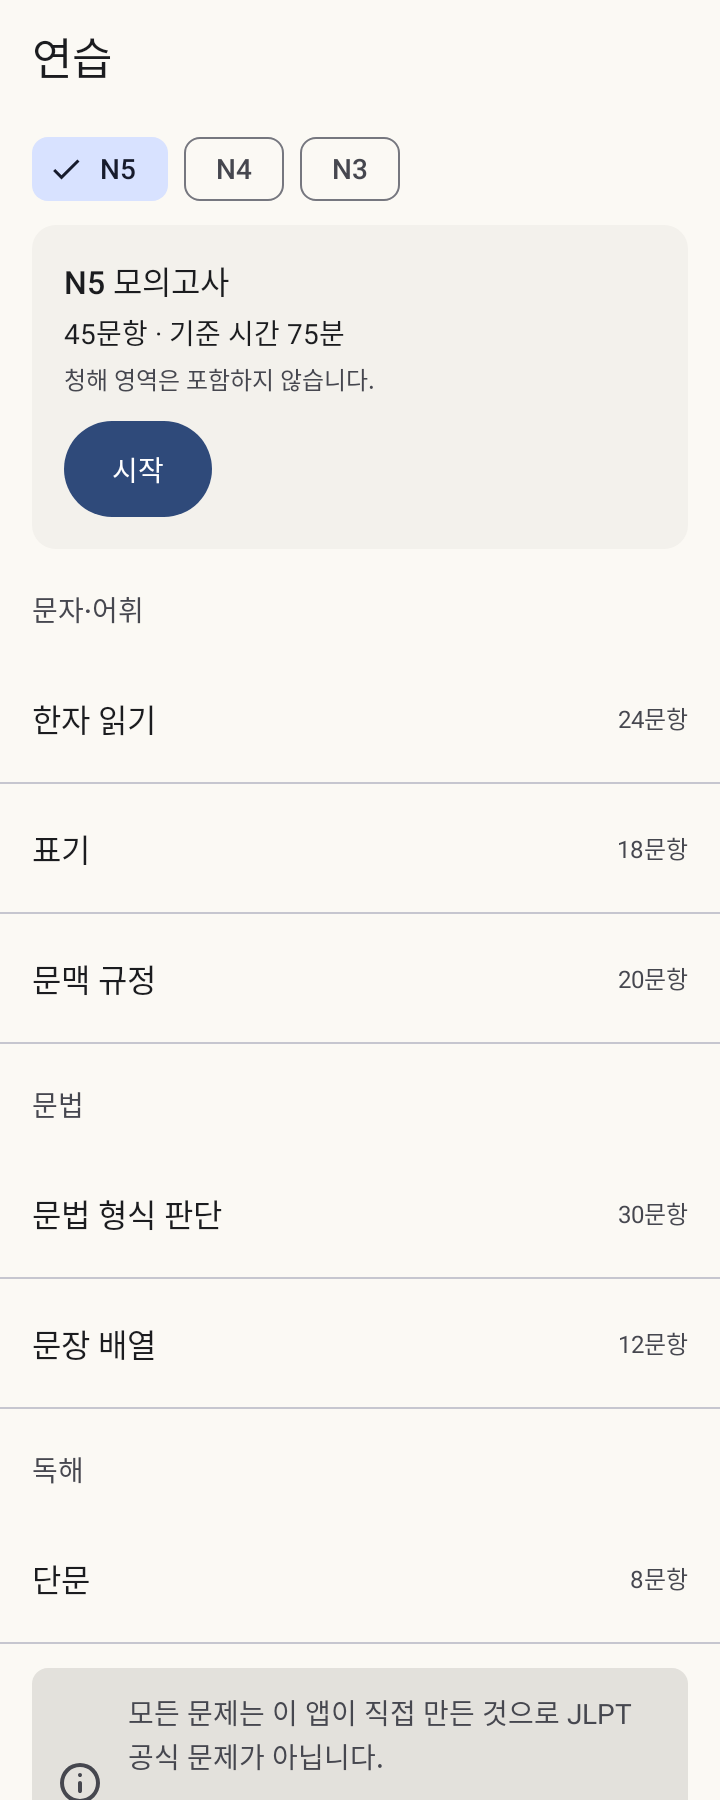 연습
N5
N4
N3
N5 모의고사
45문항 · 기준 시간 75분
청해 영역은 포함하지 않습니다.
시작
문자·어휘
한자 읽기
24문항
표기
18문항
문맥 규정
20문항
문법
문법 형식 판단
30문항
문장 배열
12문항
독해
단문
8문항
모든 문제는 이 앱이 직접 만든 것으로 JLPT
공식 문제가 아닙니다.